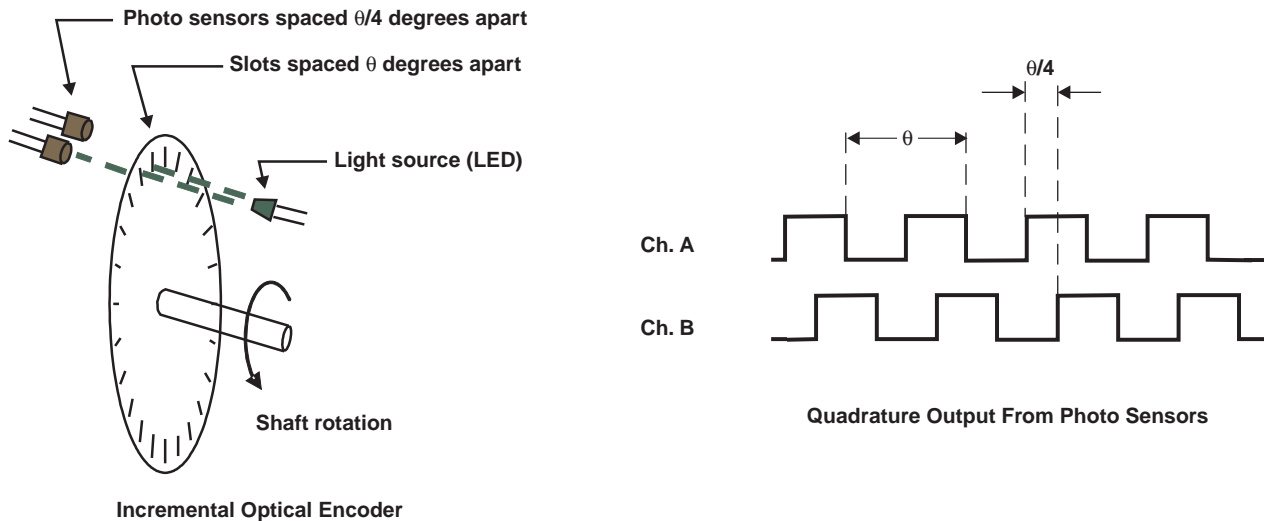 Photo sensors spaced θ/4 degrees apart
Slots spaced θ degrees apart
Light source (LED)
Shaft rotation
Incremental Optical Encoder
θ/4
θ
Ch. A
Ch. B
Quadrature Output From Photo Sensors